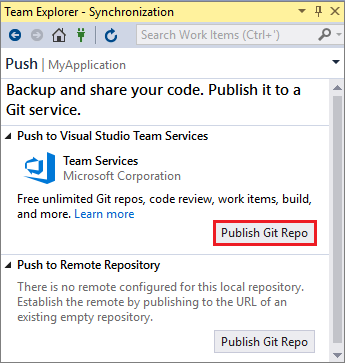 Team Explorer - Synchronization
Search Work Items (Ctrl+')
Push | MyApplication
Backup and share your code. Publish it to a
Git service.
Push to Visual Studio Team Services
Team Services
Microsoft Corporation
Free unlimited Git repos, code review, work items, build,
and more. Learn more
Publish Git Repo
Push to Remote Repository
There is no remote configured for this local repository.
Establish the remote by publishing to the URL of an
existing empty repository.
Publish Git Repo